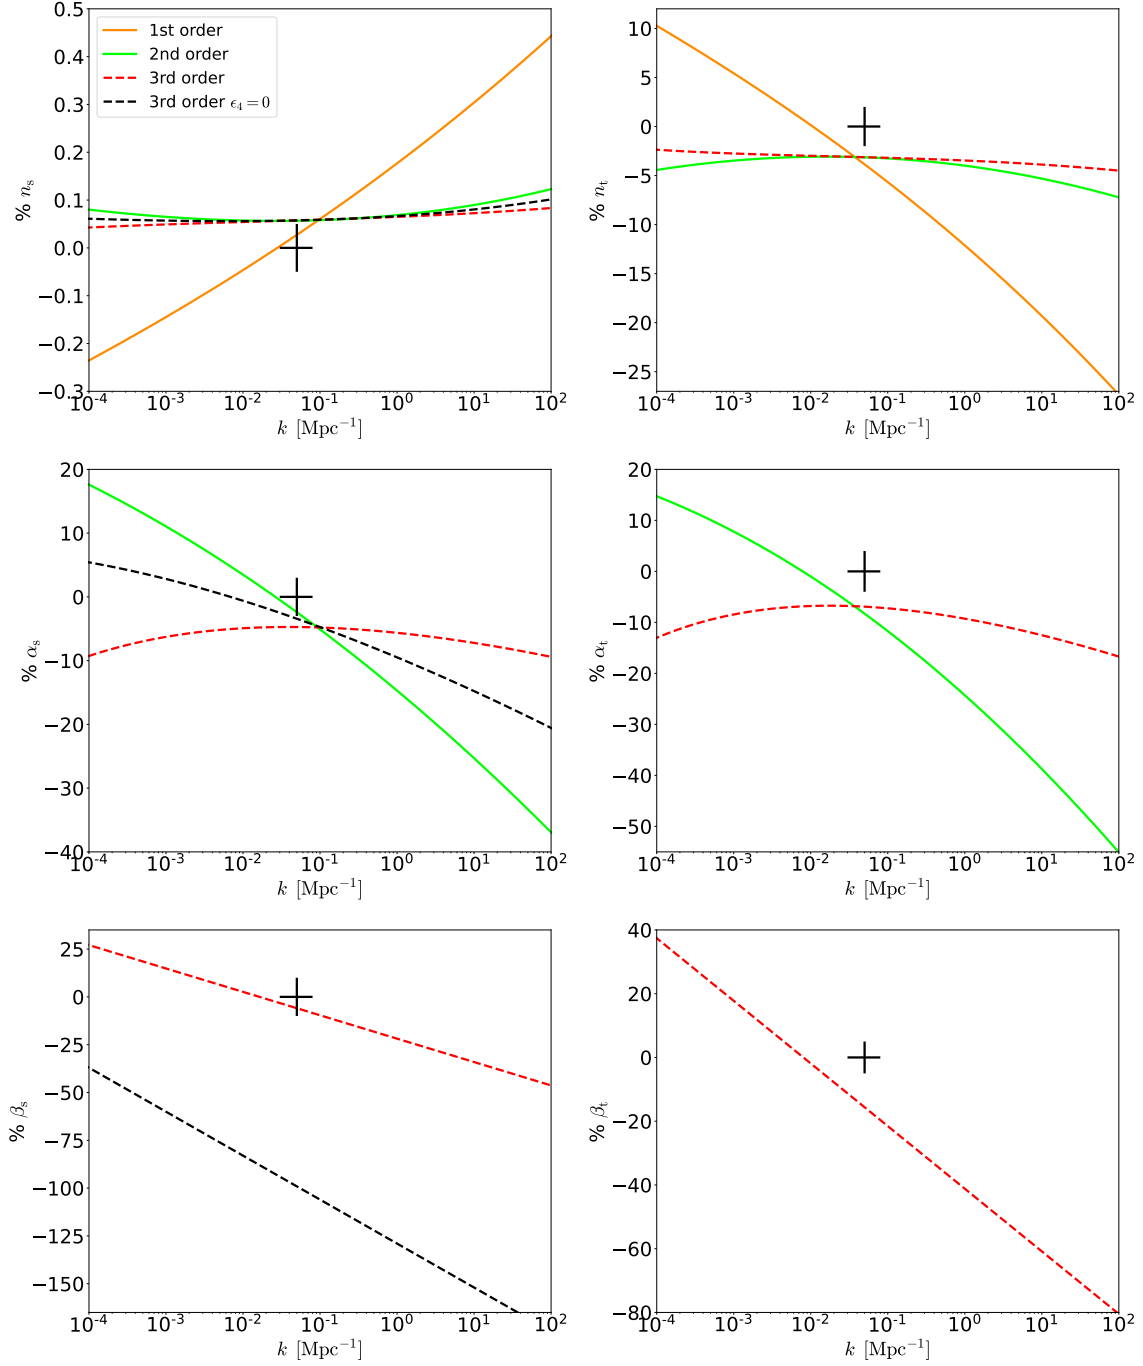 0.5
0.4
0.3
0.2
0.1
0.0
−0.1
−0.2
−0.3
% nₛ
1st order
2nd order
3rd order
3rd order ϵ₄ = 0
10⁻⁴ 10⁻³ 10⁻² 10⁻¹ 10⁰ 10¹ 10²
k [Mpc⁻¹]
10
5
0
−5
−10
−15
−20
−25
% nₜ
10⁻⁴ 10⁻³ 10⁻² 10⁻¹ 10⁰ 10¹ 10²
k [Mpc⁻¹]
20
10
0
−10
−20
−30
−40
% αₛ
10⁻⁴ 10⁻³ 10⁻² 10⁻¹ 10⁰ 10¹ 10²
k [Mpc⁻¹]
20
10
0
−10
−20
−30
−40
−50
% αₜ
10⁻⁴ 10⁻³ 10⁻² 10⁻¹ 10⁰ 10¹ 10²
k [Mpc⁻¹]
25
0
−25
−50
−75
−100
−125
−150
% βₛ
10⁻⁴ 10⁻³ 10⁻² 10⁻¹ 10⁰ 10¹ 10²
k [Mpc⁻¹]
40
20
0
−20
−40
−60
−80
% βₜ
10⁻⁴ 10⁻³ 10⁻² 10⁻¹ 10⁰ 10¹ 10²
k [Mpc⁻¹]